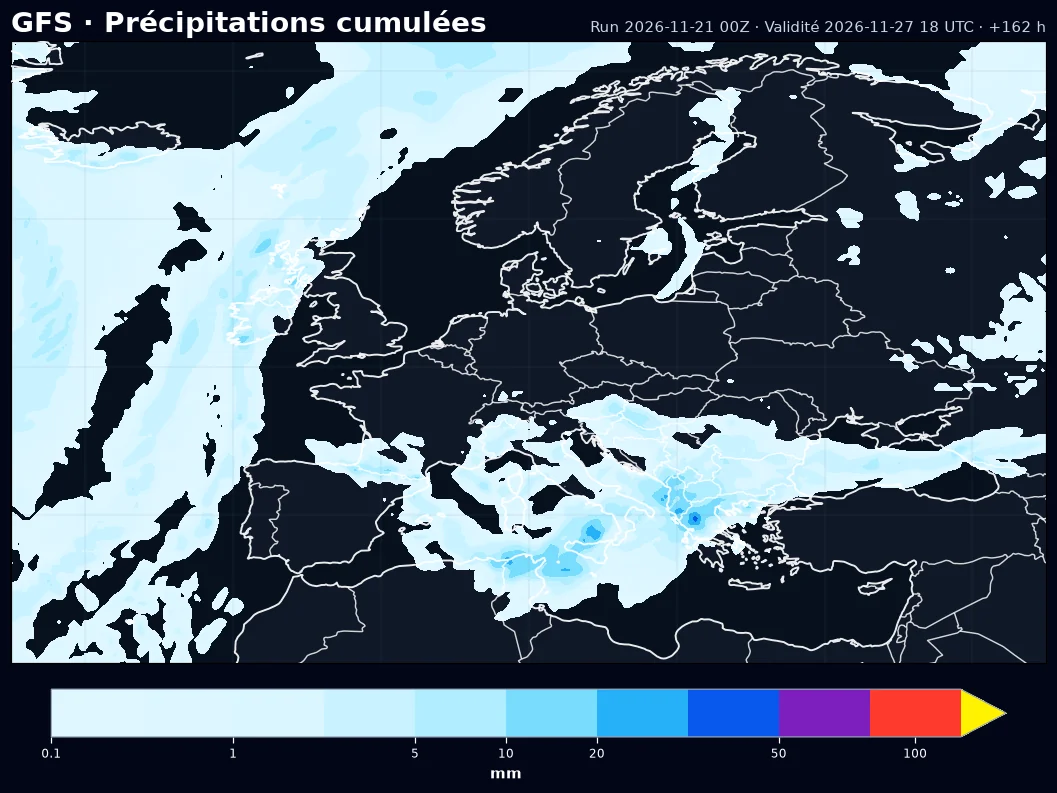 GFS · Précipitations cumulées
Run 2026-11-21 00Z · Validité 2026-11-27 18 UTC · +162 h
0.1 1 5 10 20 50 100
mm